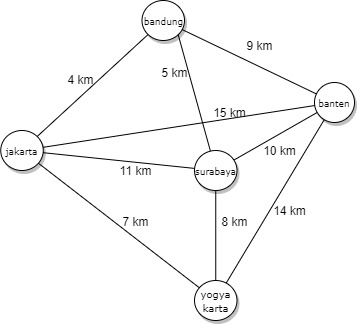 bandung
9 km
4 km
5 km
banten
15 km
10 km
jakarta
11 km
surabaya
7 km
8 km
14 km
yogya
karta